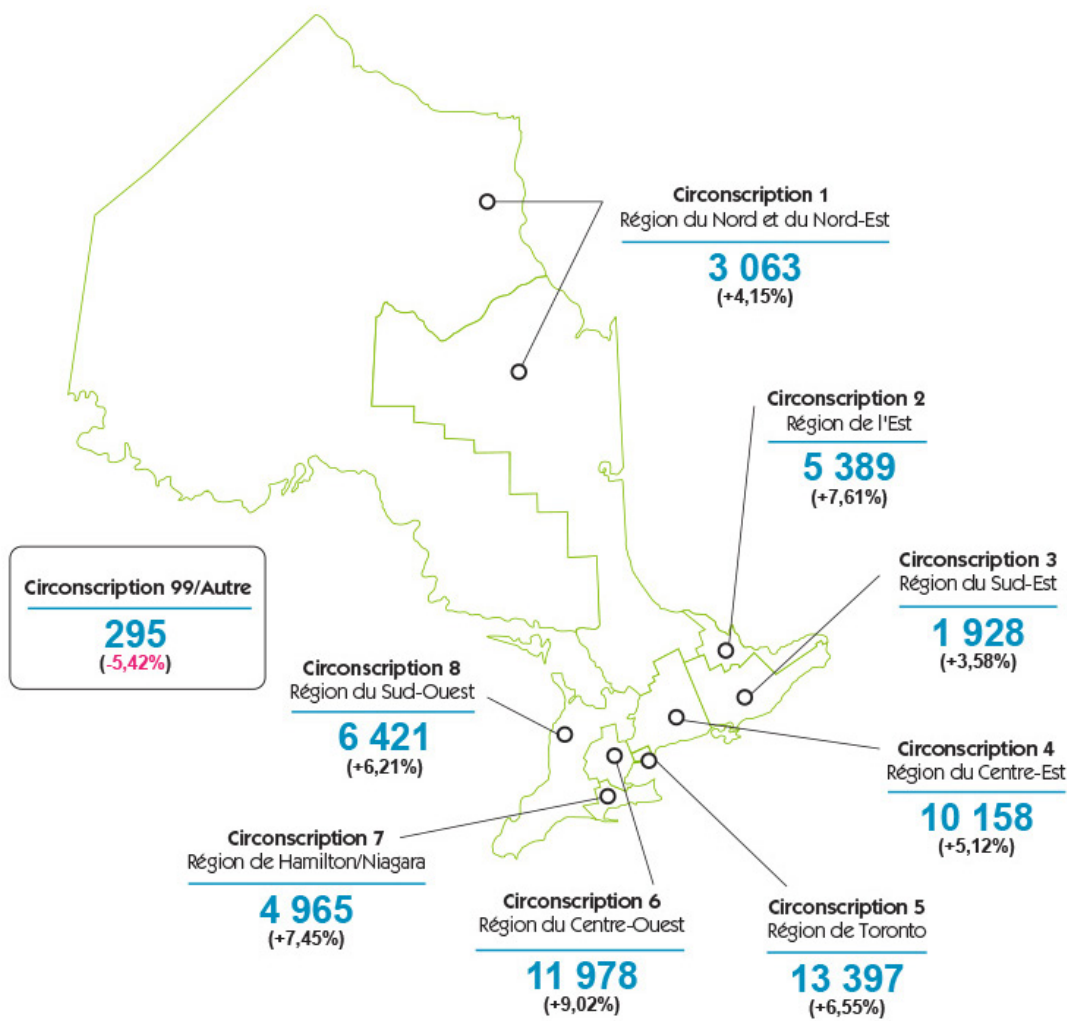 Circonscription 1
Région du Nord et du Nord-Est
3 063
(+4,15%)
Circonscription 2
Région de l'Est
5 389
(+7,61%)
Circonscription 3
Région du Sud-Est
1 928
(+3,58%)
Circonscription 99/Autre
295
(-5,42%)
Circonscription 8
Région du Sud-Ouest
6 421
(+6,21%)
Circonscription 4
Région du Centre-Est
10 158
(+5,12%)
Circonscription 7
Région de Hamilton/Niagara
4 965
(+7,45%)
Circonscription 6
Région du Centre-Ouest
11 978
(+9,02%)
Circonscription 5
Région de Toronto
13 397
(+6,55%)